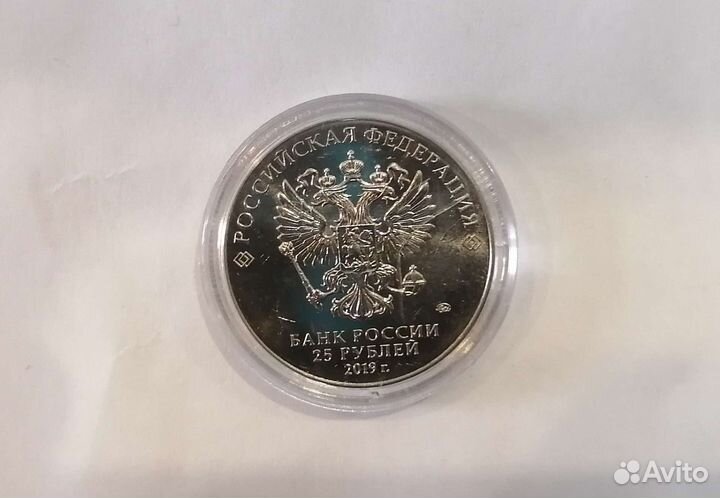 РОССИЙСКАЯ ФЕДЕРАЦИЯ
БАНК РОССИИ
25 РУБЛЕЙ
2019 г.
Avito